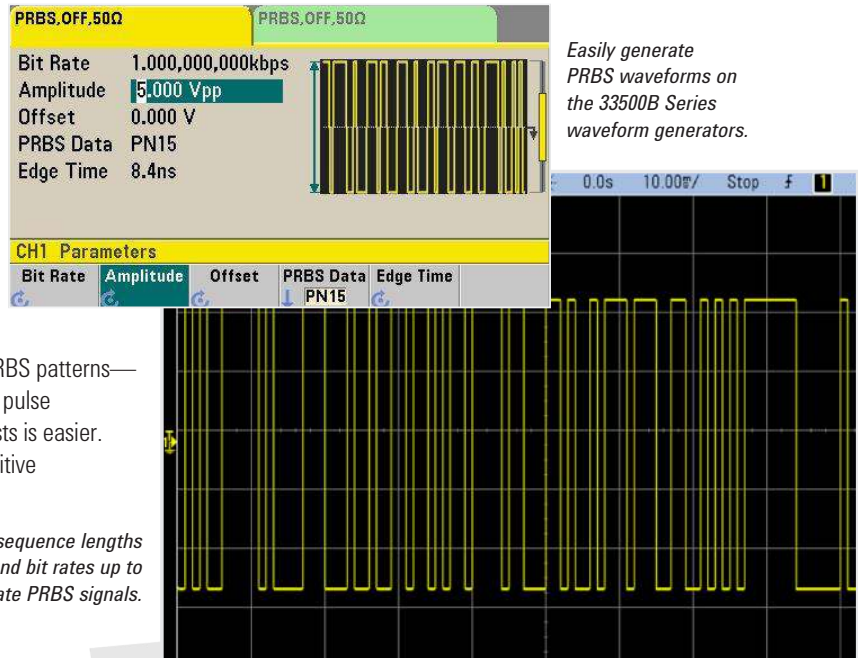 PRBS,OFF,50Ω
PRBS,OFF,50Ω
Bit Rate 1.000,000,000kbps
Amplitude 5.000 Vpp
Offset 0.000 V
PRBS Data PN15
Edge Time 8.4ns
CH1 Parameters
Bit Rate Amplitude Offset PRBS Data Edge Time
PN15
Easily generate
PRBS waveforms on
the 33500B Series
waveform generators.
0.0s 10.00 / Stop 1
RBS patterns—
pulse
sts is easier.
itive
sequence lengths
nd bit rates up to
ate PRBS signals.